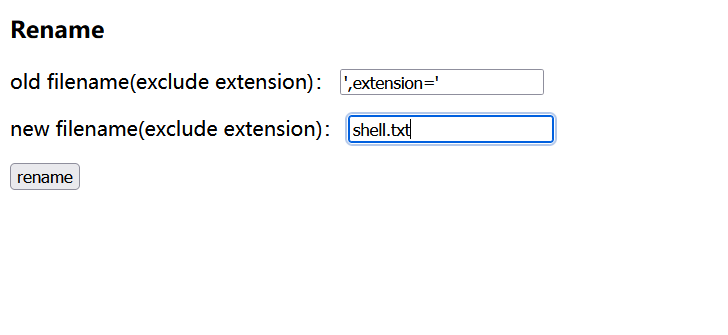 Rename
old filename(exclude extension)： ',extension='
new filename(exclude extension)： shell.txt
rename